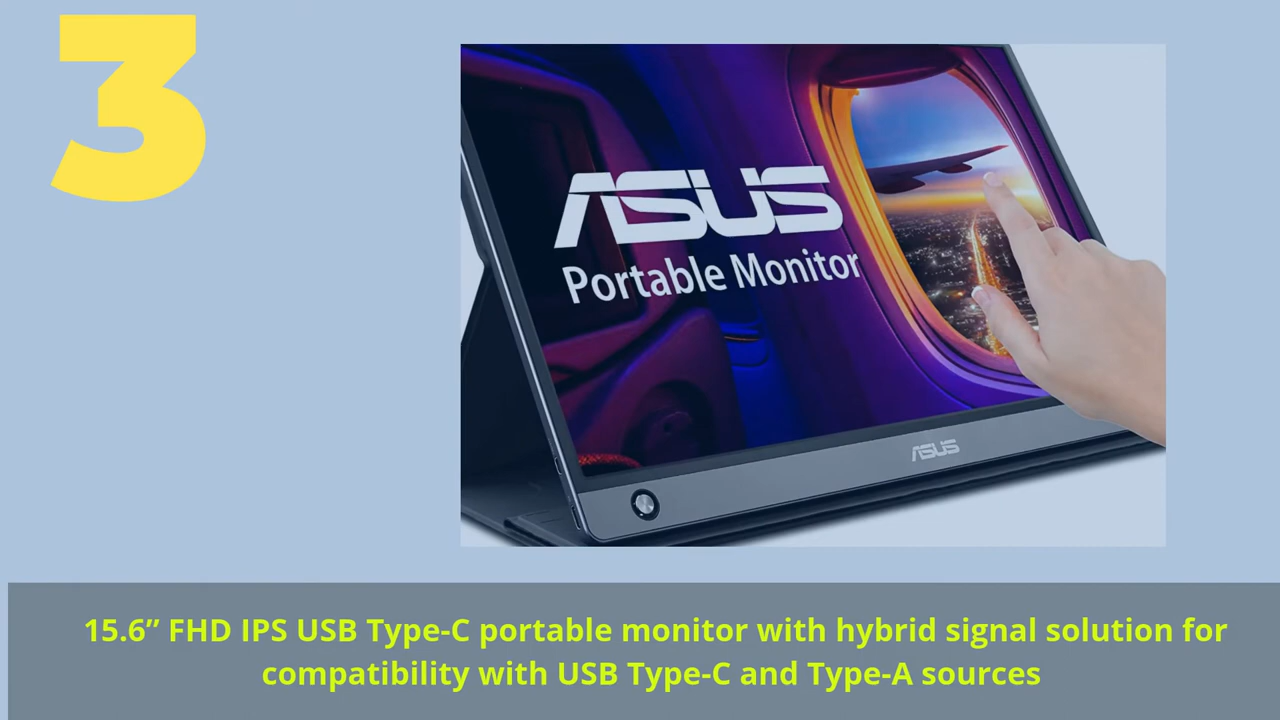 3
ASUS
Portable Monitor
ASUS
15.6” FHD IPS USB Type-C portable monitor with hybrid signal solution for
compatibility with USB Type-C and Type-A sources